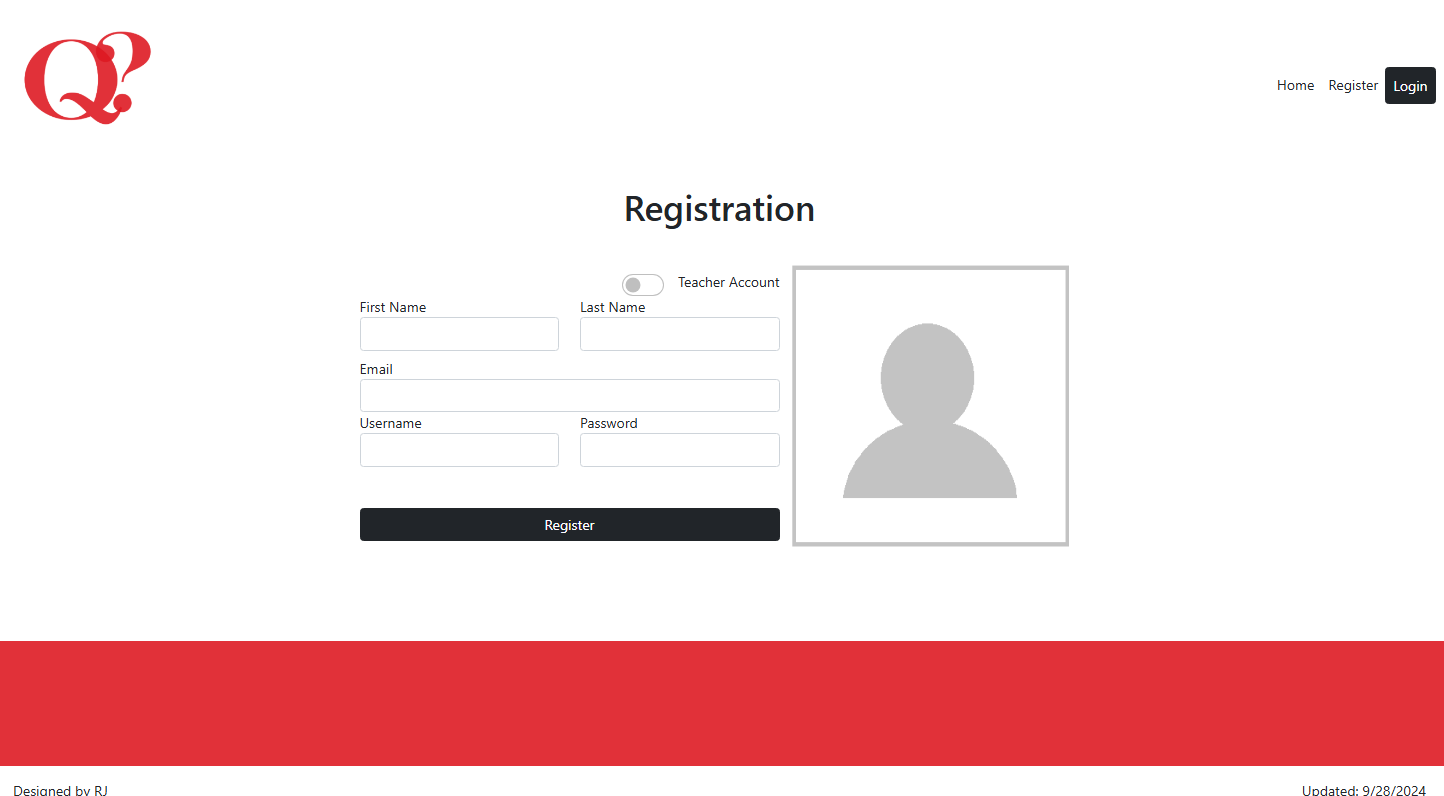 Q?
Home Register Login
Registration
Teacher Account
First Name Last Name
Email
Username Password
Register
Designed by RJ Updated: 9/28/2024